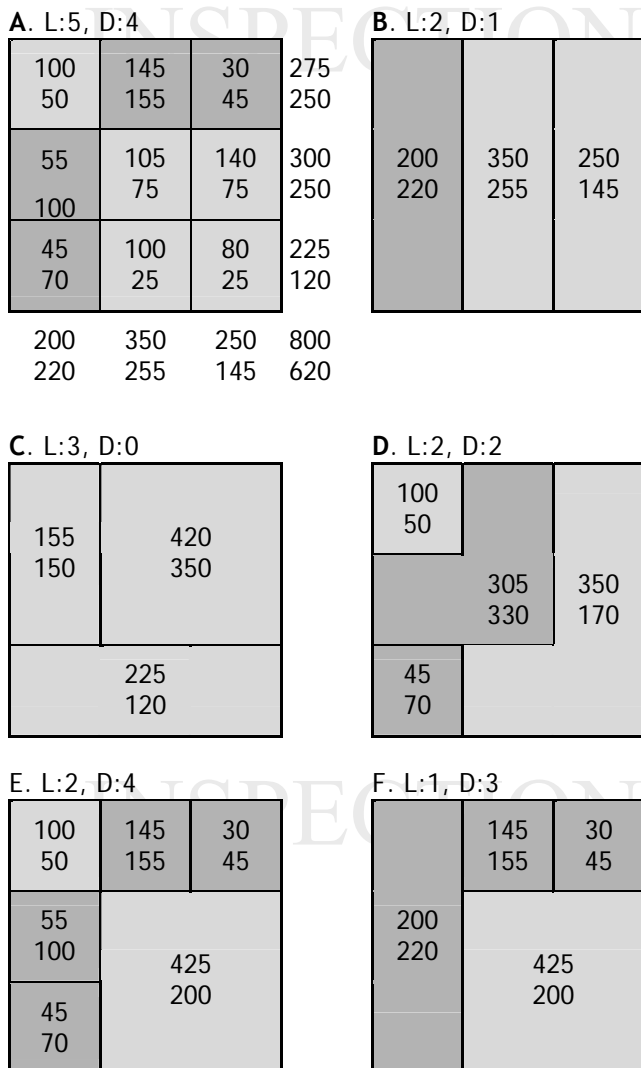 INSPECTION
A. L:5, D:4
100 145 30 275
50 155 45 250
55 105 140 300
100 75 75 250
45 100 80 225
70 25 25 120
200 350 250 800
220 255 145 620
B. L:2, D:1
200 350 250
220 255 145
C. L:3, D:0
155 420
150 350
225
120
D. L:2, D:2
100
50
305 350
330 170
45
70
INSPECTION
E. L:2, D:4
100 145 30
50 155 45
55
100
425
200
45
70
F. L:1, D:3
145 30
155 45
200
220
425
200